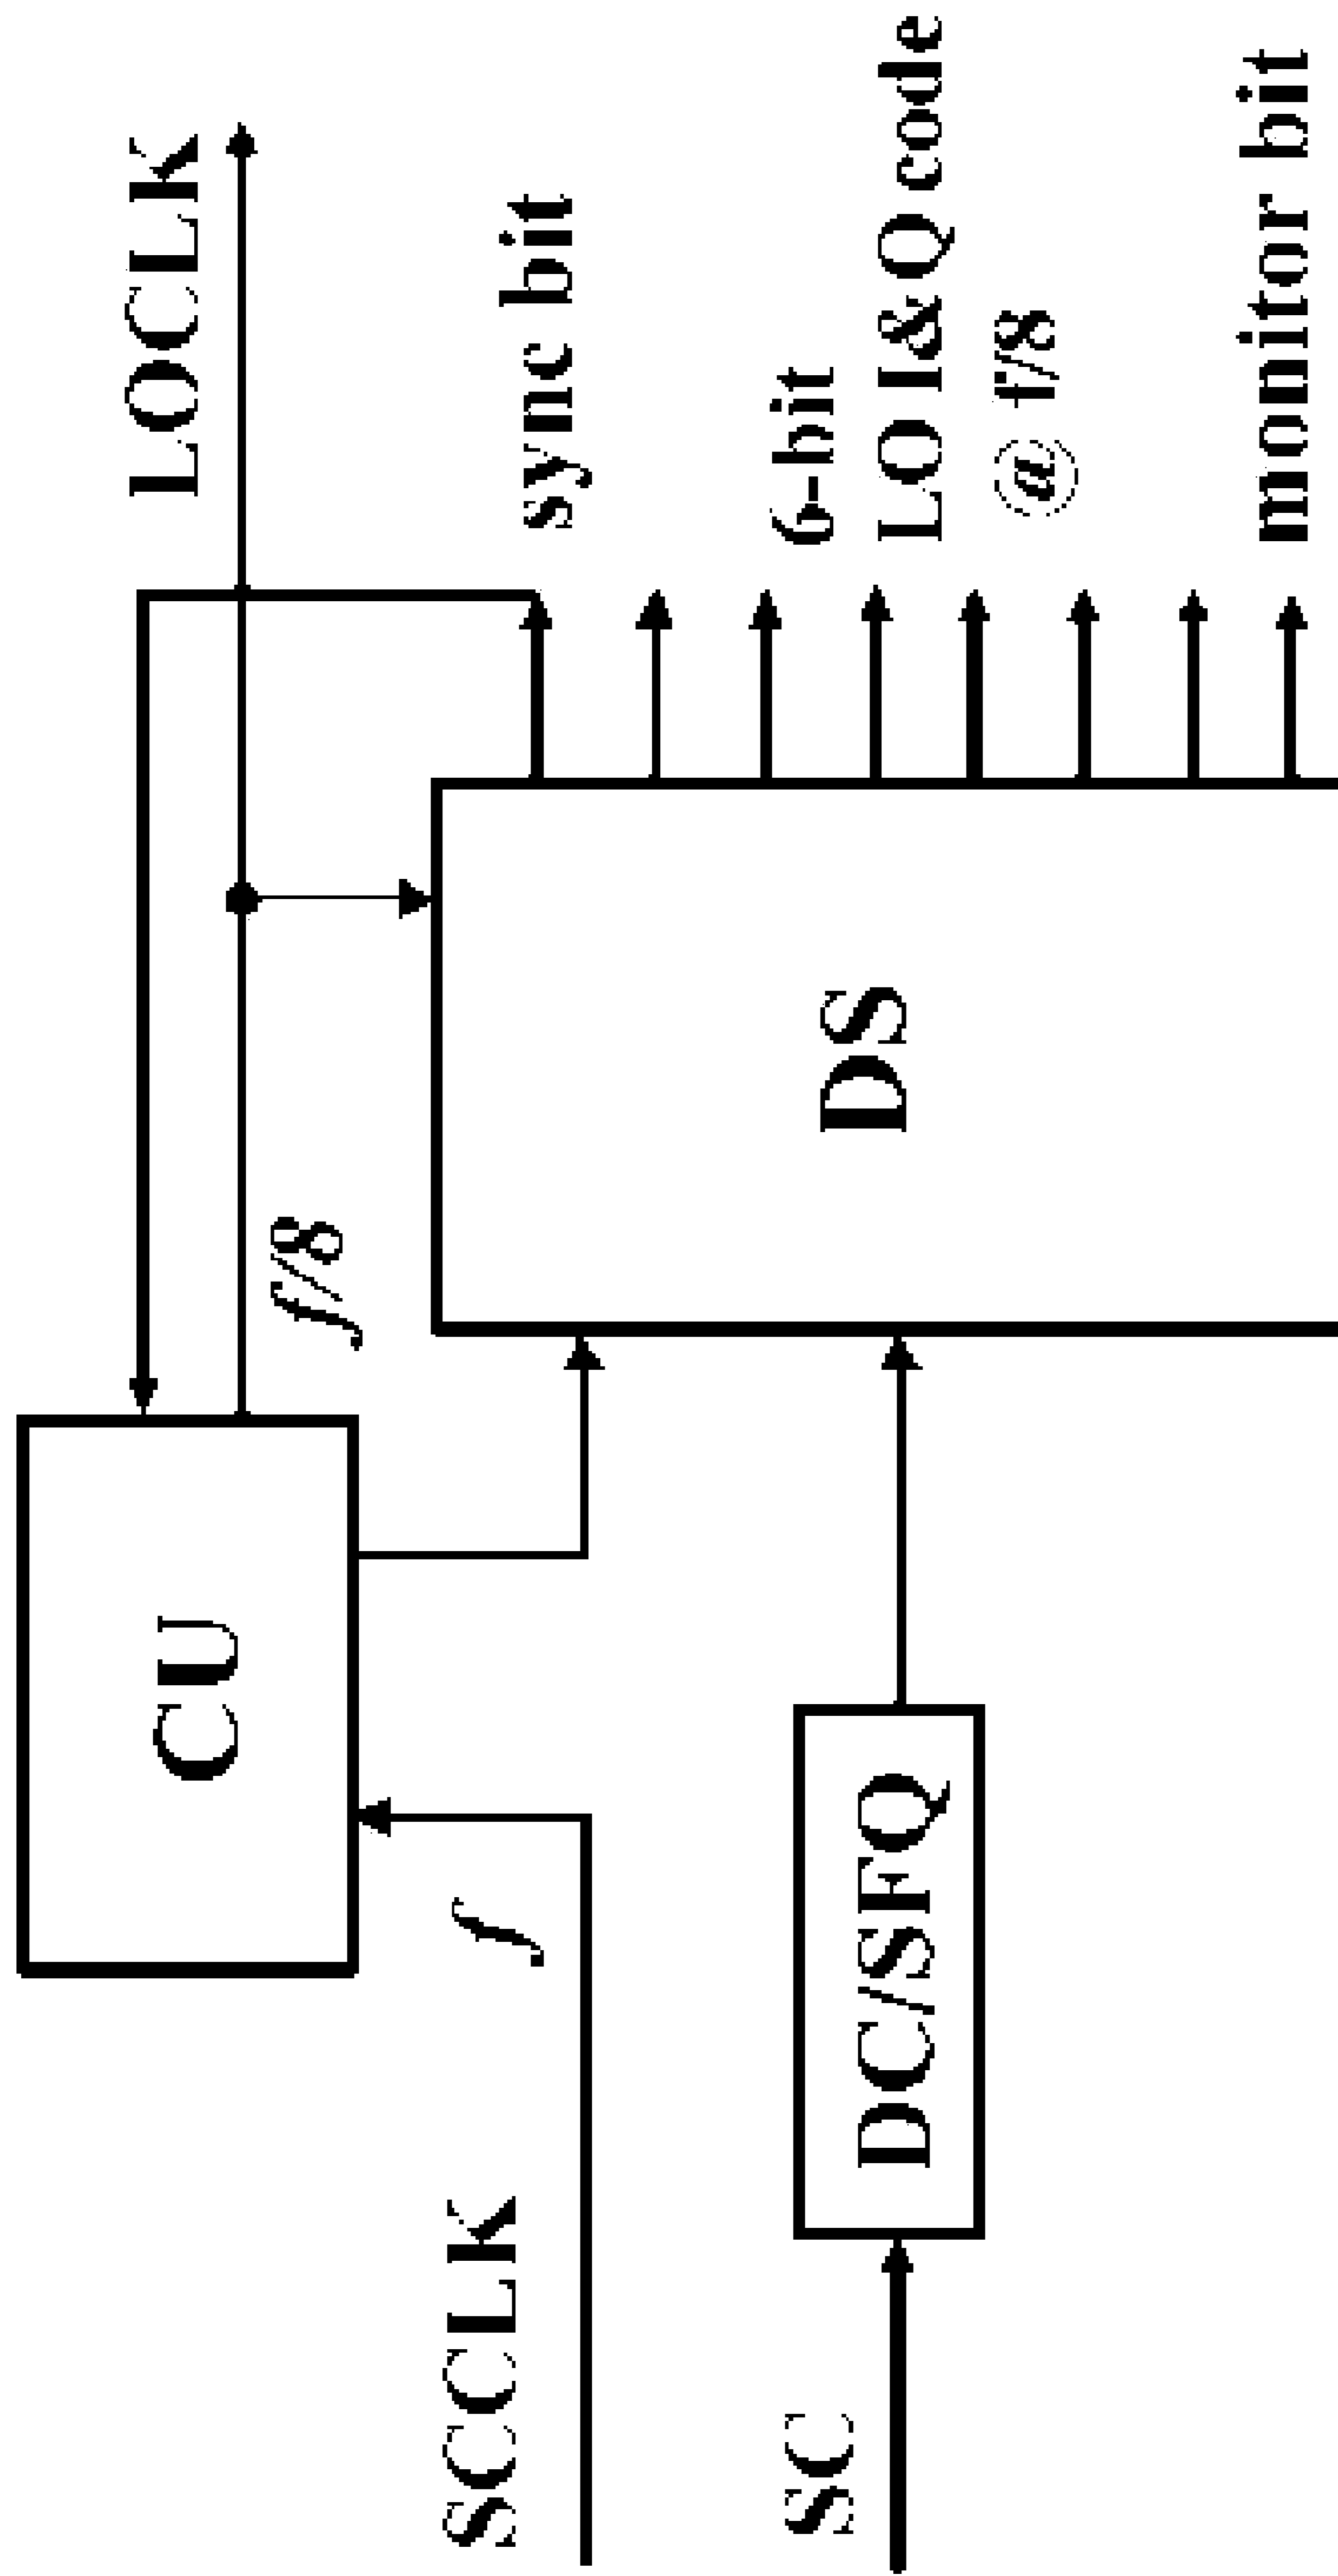 LOCLK
CU
f/8
sync bit
SCCLK
f
6-bit
LO I&Q code
@ f/8
SC
DC/SFQ
DS
monitor bit